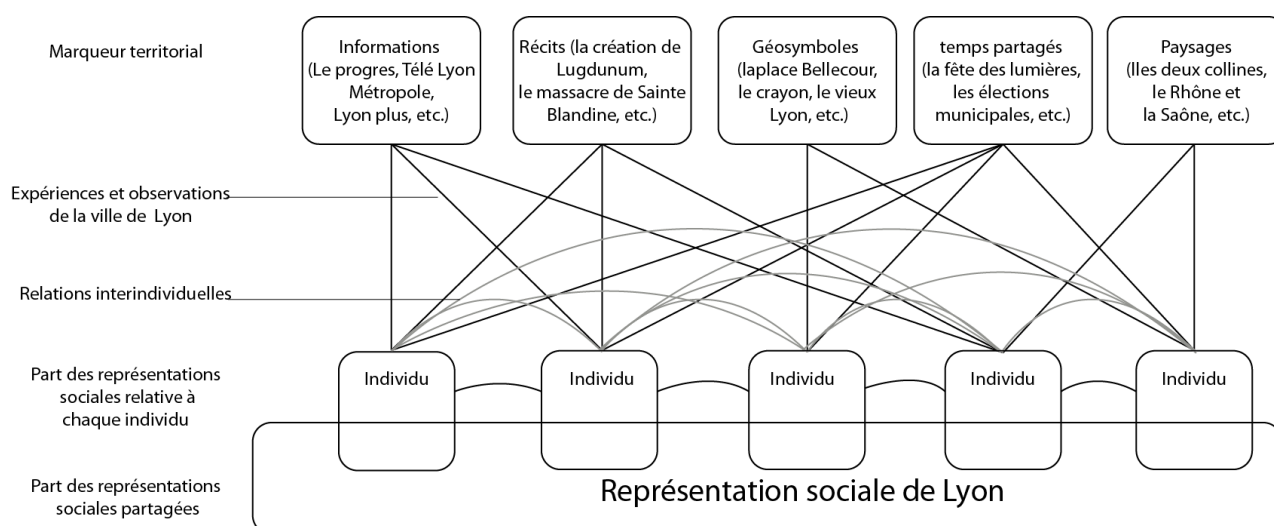 Marqueur territorial
Informations
(Le progres, Télé Lyon
Métropole,
Lyon plus, etc.)
Récits (la création de
Lugdunum,
le massacre de Sainte
Blandine, etc.)
Géosymboles
(laplace Bellecour,
le crayon, le vieux
Lyon, etc.)
temps partagés
(la fête des lumières,
les élections
municipales, etc.)
Paysages
(lles deux collines,
le Rhône et
la Saône, etc.)
Expériences et observations
de la ville de Lyon
Relations interindividuelles
Part des représentations
sociales relative à
chaque individu
Individu
Individu
Individu
Individu
Individu
Part des représentations
sociales partagées
Représentation sociale de Lyon